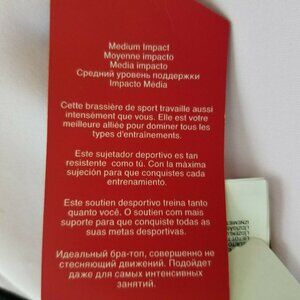 Medium Impact
Moyenne impacto
Media impacto
Средний уровень поддержки
Impacto Média
Cette brassière de sport travaille aussi
intensément que vous. Elle est votre
meilleure alliée pour dominer tous les
types d'entraînements.
Este sujetador deportivo es tan
resistente como tú. Con la máxima
sujeción para que conquistes cada
entrenamiento.
Este soutien desportivo treina tanto
quanto você. O soutien com mais
suporte para que conquiste todas as
suas metas desportivas.
Идеальный бра-топ, совершенно не
стесняющий движений. Подойдет
даже для самых интенсивных
занятий.